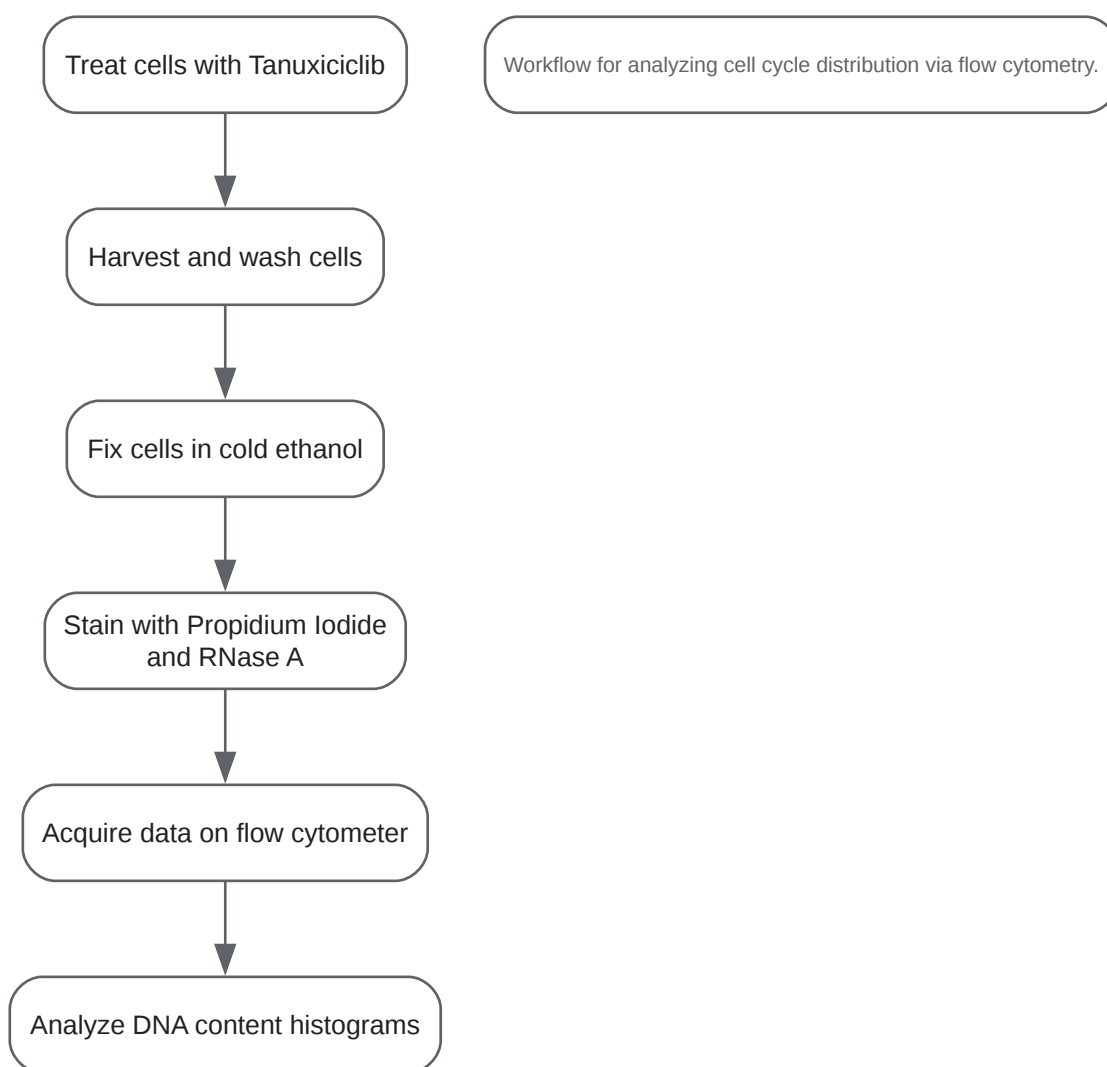 Treat cells with Tanuxiciclib
Workflow for analyzing cell cycle distribution via flow cytometry.
Harvest and wash cells
Fix cells in cold ethanol
Stain with Propidium Iodide
and RNase A
Acquire data on flow cytometer
Analyze DNA content histograms